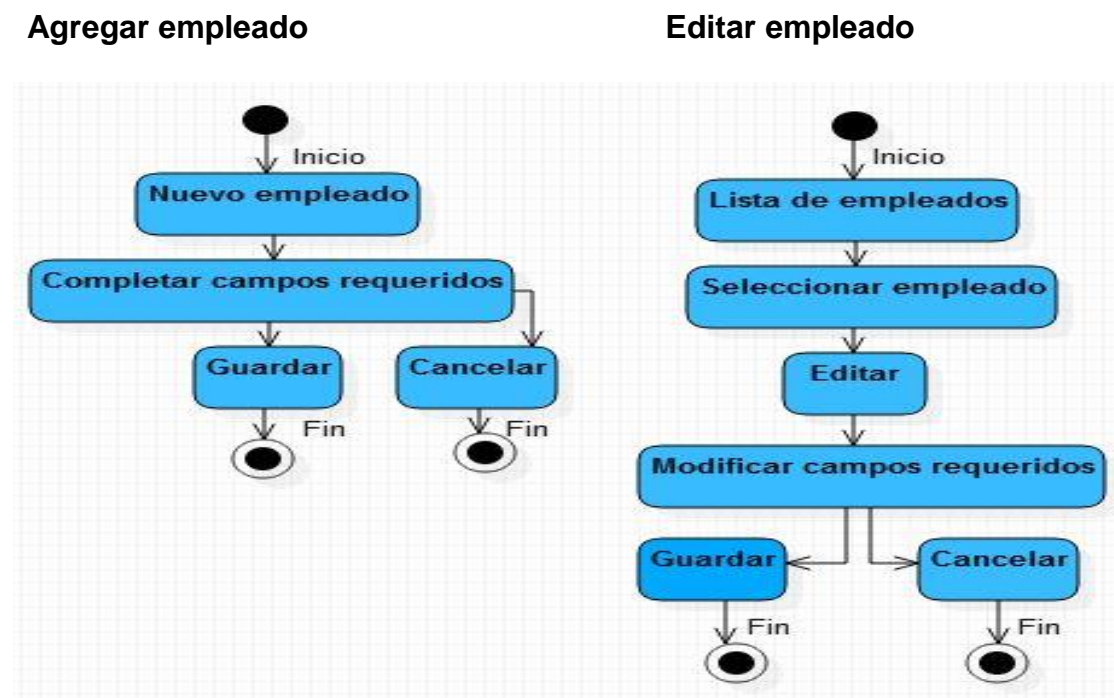 Agregar empleado
Editar empleado
Inicio
Nuevo empleado
Completar campos requeridos
Guardar
Cancelar
Fin
Fin
Inicio
Lista de empleados
Seleccionar empleado
Editar
Modificar campos requeridos
Guardar
Cancelar
Fin
Fin